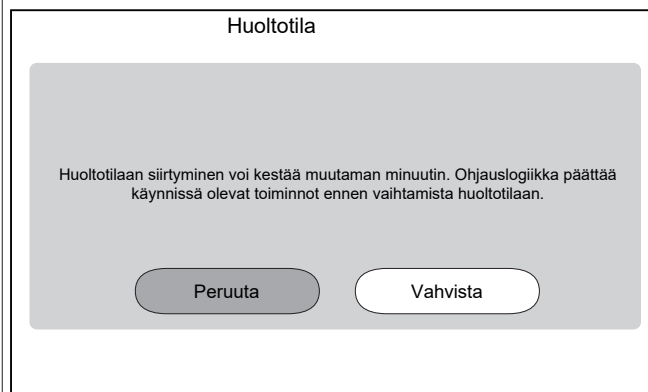 Huoltotila
Huoltotilaan siirtyminen voi kestää muutaman minuutin. Ohjauslogiikka päättää
käynnissä olevat toiminnot ennen vaihtamista huoltotilaan.
Peruuta
Vahvista